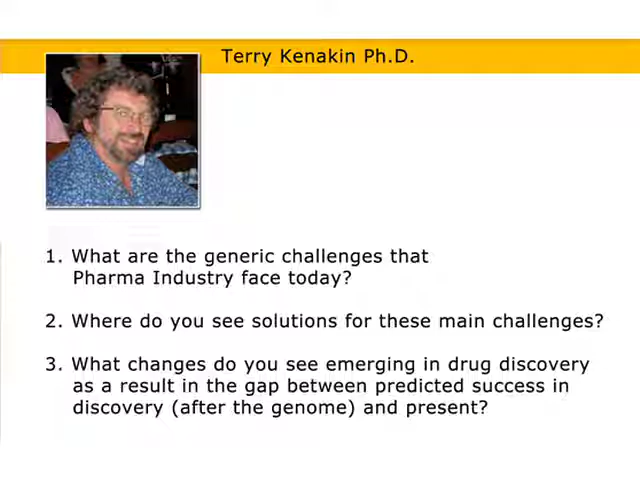 Terry Kenakin Ph.D.
1. What are the generic challenges that
Pharma Industry face today?
2. Where do you see solutions for these main challenges?
3. What changes do you see emerging in drug discovery
as a result in the gap between predicted success in
discovery (after the genome) and present?